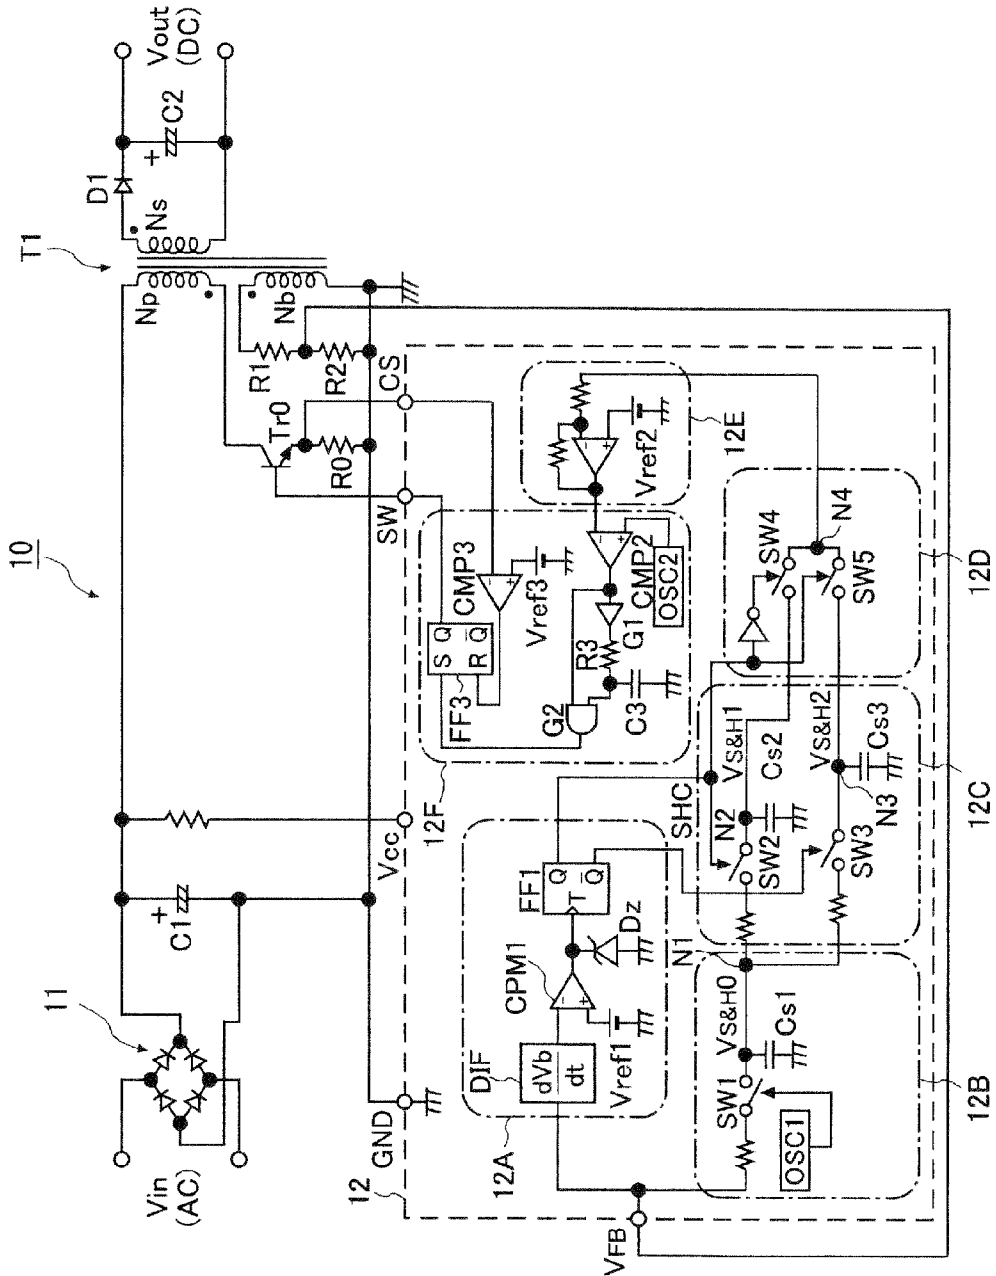 10
T1
11
Vin
(AC)
C1
+
Np
Ns
D1
+
C2
Vout
(DC)
Nb
R1
R2
Tr0
R0
GND
Vcc
SW
CS
12
12A
DIF
dVb
dt
CPM1
-
+
Vref1
Dz
FF1
T
Q
Q
12F
FF3
S
Q
R
Q
CMP3
-
+
Vref3
G2
R3
G1
C3
CMP2
-
+
OSC2
12E
-
+
Vref2
VFB
12B
OSC1
SW1
VS&H0
Cs1
N1
12C
SHC
N2
VS&H1
SW2
Cs2
SW3
VS&H2
N3
Cs3
12D
SW4
SW5
N4